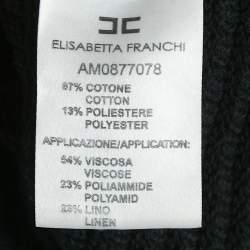 ELISABETTA FRANCHI
AM0877078
87% COTONE
COTTON
13% POLIESTERE
POLYESTER
APPLICAZIONE/APPLICATION:
54% VISCOSA
VISCOSE
23% POLIAMMIDE
POLYAMID
23% LINO
LINEN